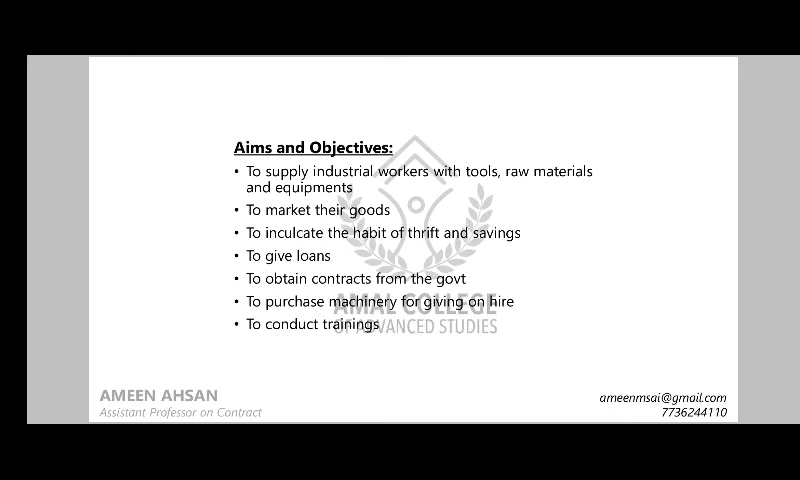 Aims and Objectives:
• To supply industrial workers with tools, raw materials
and equipments
• To market their goods
• To inculcate the habit of thrift and savings
• To give loans
• To obtain contracts from the govt
• To purchase machinery for giving on hire
• To conduct trainings
AMAL COLLEGE
OF ADVANCED STUDIES
AMEEN AHSAN
Assistant Professor on Contract
ameenmsai@gmail.com
7736244110